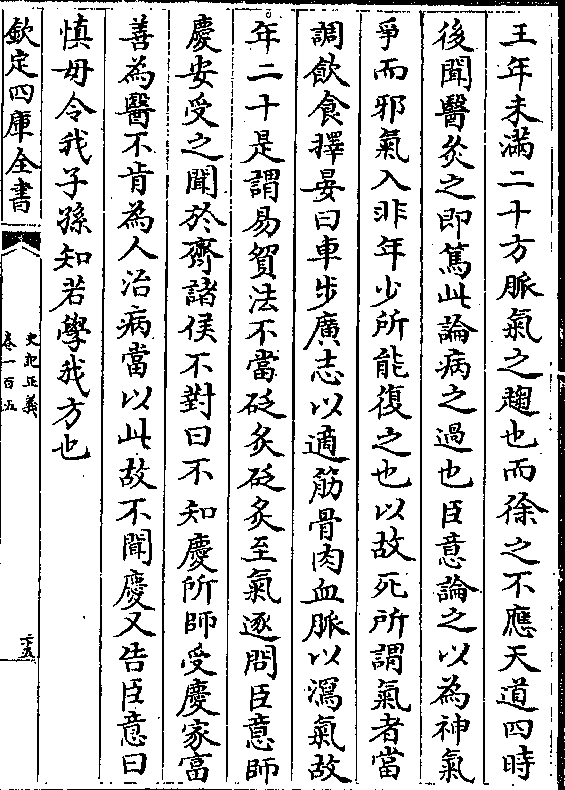 王年未滿二十方脈氣之趨也而徐之不應天道四時
後聞醫灸之即篤此論病之過也臣意論之以為神氣
爭而邪氣入非年少所能復之也以故死所謂氣者當
調飲食擇晏曰車步廣志以適筋骨肉血脈以瀉氣故
年二十是謂易貿法不當砭灸砭灸至氣逐問臣意師
慶安受之聞於齊諸侯不對曰不知慶所師受慶家富
善為醫不肯為人治病當以此故不聞慶又告臣意曰
慎毋令我子孫知若學我方也
欽定四庫全書
史記正義
卷一百五
三五